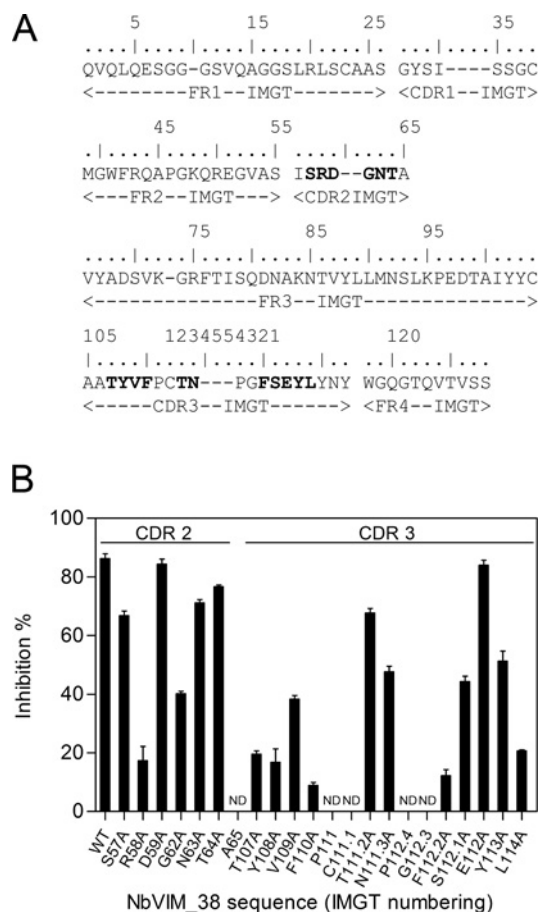 A
5 15 25 35
....|....|....|....|....|. ...|....|...
QVQLQESGG-GSVQAGGSLRLSCAAS GYSI----SSGC
<--------FR1---IMGT-------> <CDR1---IMGT>
45 55 65
.|....|....|....| ....|....|
MGWFRQAPGKQREGVAS ISRD--GNTA
<---FR2---IMGT---> <CDR2IMGT>
75 85 95
.........|....|....|....|....|....|....
VYADSVK-GRFTISQDNAKNTVYLLMNSLKPEDTAIYYC
<--------------FR3---IMGT------------->
105 1234554321 120
|....|....|....|....|... ..|........
AATYVFPCTN---PGFSEYLYNY WGQGTQVTVSS
<-----CDR3---IMGT-------> <FR4---IMGT>
B
CDR 2 CDR 3
Inhibition %
100
80
60
40
20
0
ND ND ND ND ND
WT S57A R58A D59A G62A N63A T64A A65 T107A Y108A V109A F110A P111 C111.1 T111.2A N111.3A P112.4 G112.3 F112.2A S112.1A E112A Y113A L114A
NbVIM_38 sequence (IMGT numbering)